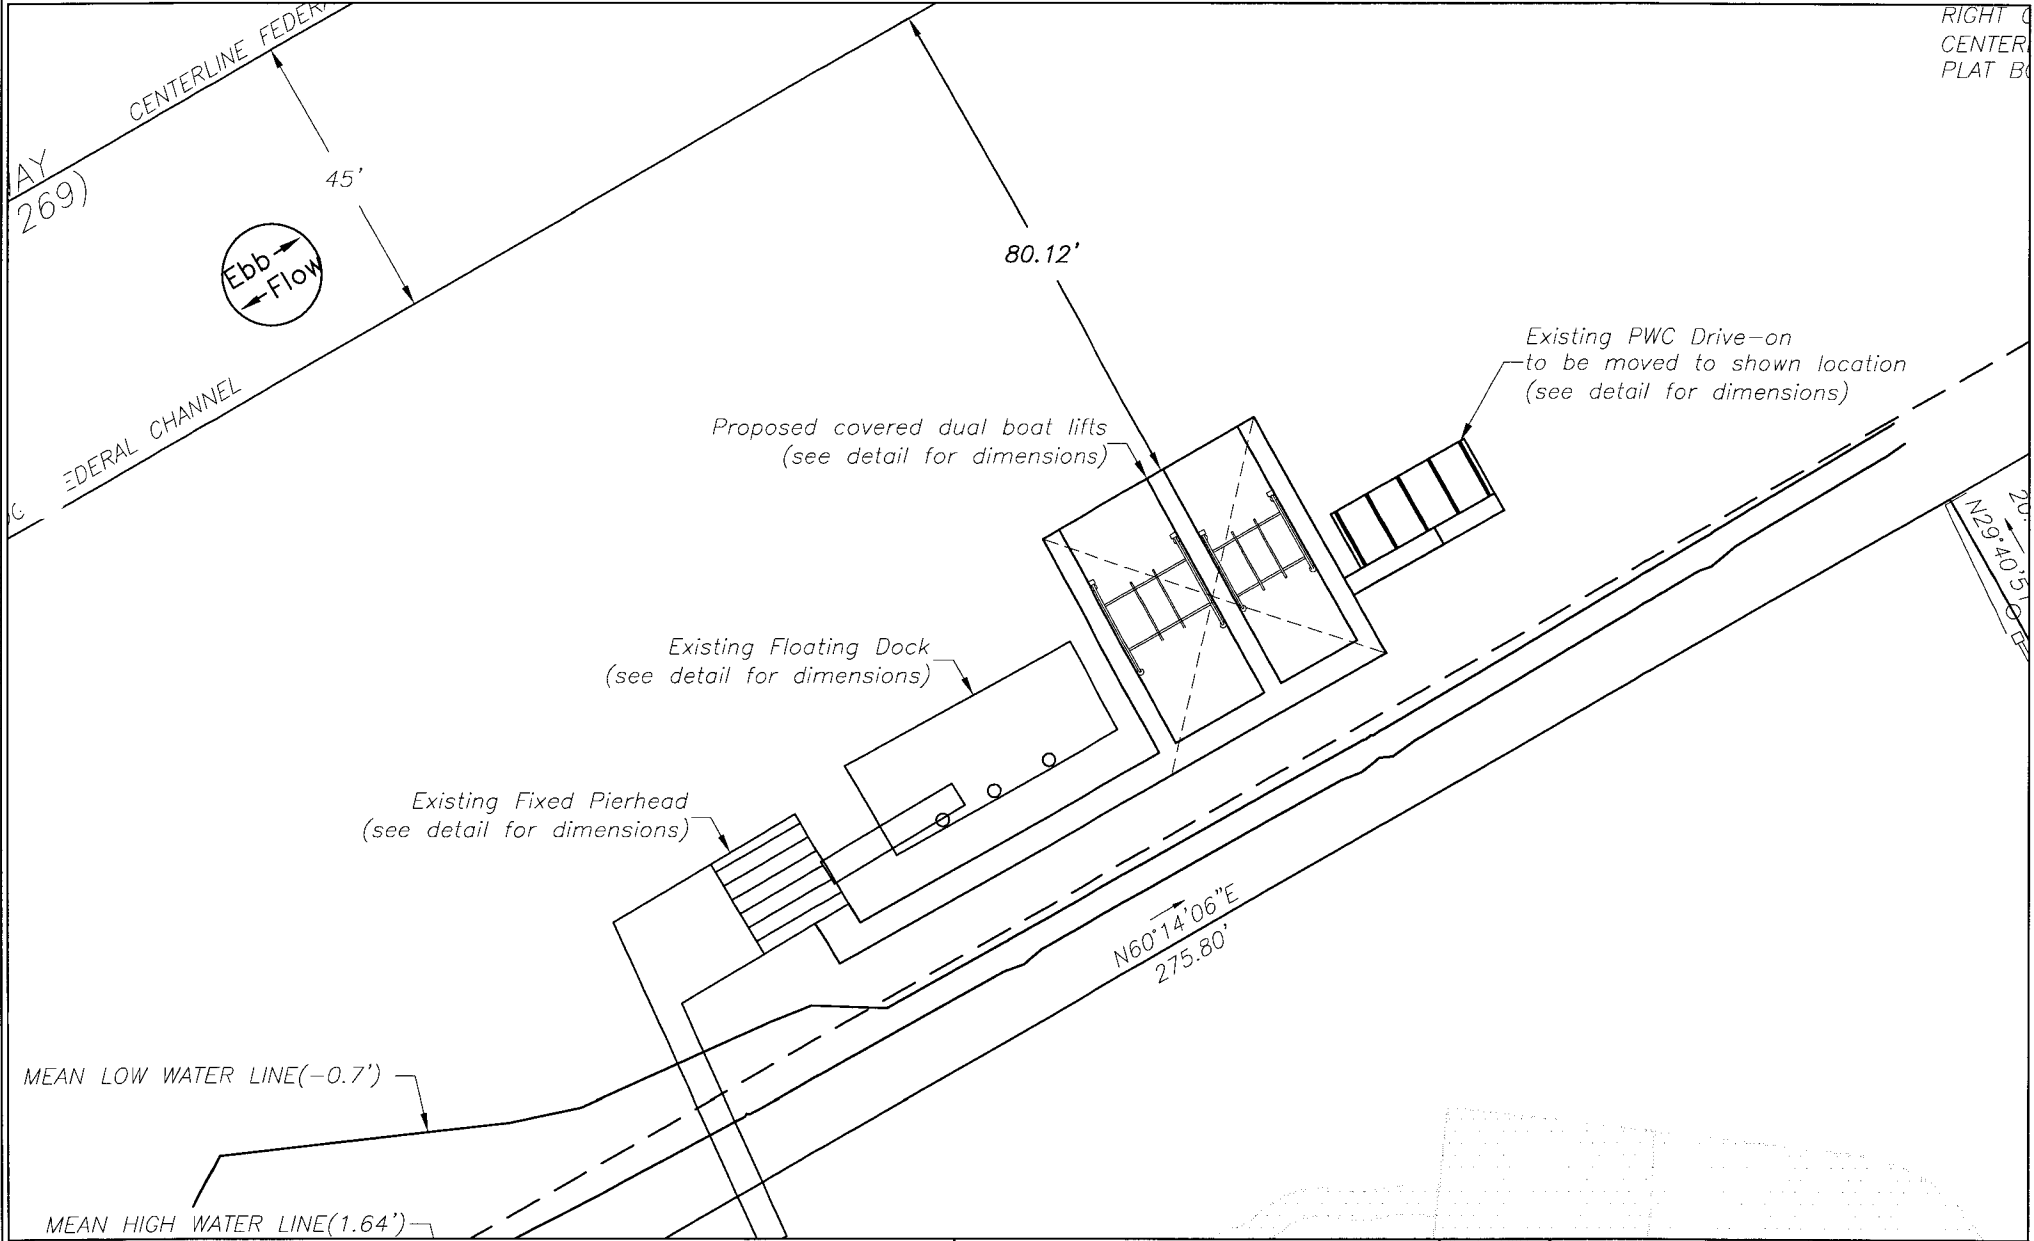 CENTERLINE
RIGHT
PLAT
AY
269)
45'
Ebb
Flow
80.12'
Existing PWC Drive-on
to be moved to shown location
(see detail for dimensions)
CHANNEL
Proposed covered dual boat lifts
(see detail for dimensions)
Existing Floating Dock
(see detail for dimensions)
Existing Fixed Pierhead
(see detail for dimensions)
N60°14'06"E
275.80'
MEAN LOW WATER LINE(-0.7')
MEAN HIGH WATER LINE(1.64')